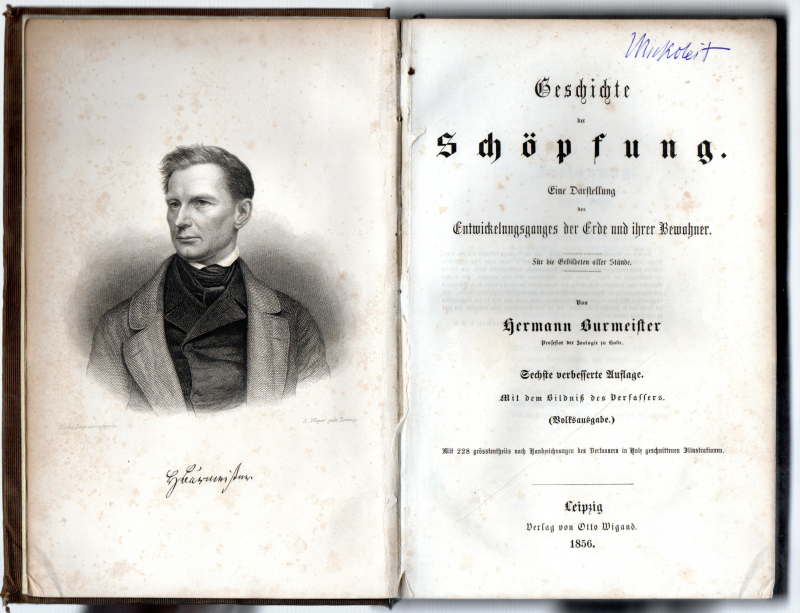 HBurmeister
Geschichte
der
Schöpfung.
Eine Darstellung
des
Entwickelungsganges der Erde und ihrer Bewohner.
Für die Gebildeten aller Stände.
Von
Hermann Burmeister
Professor der Zoologie zu Halle.
Sechste verbesserte Auflage.
Mit dem Bildniß des Verfassers.
(Volksausgabe.)
Mit 228 grösstentheils nach Handzeichnungen des Verfassers in Holz geschnittenen Illustrationen.
Leipzig
Verlag von Otto Wigand.
1856.